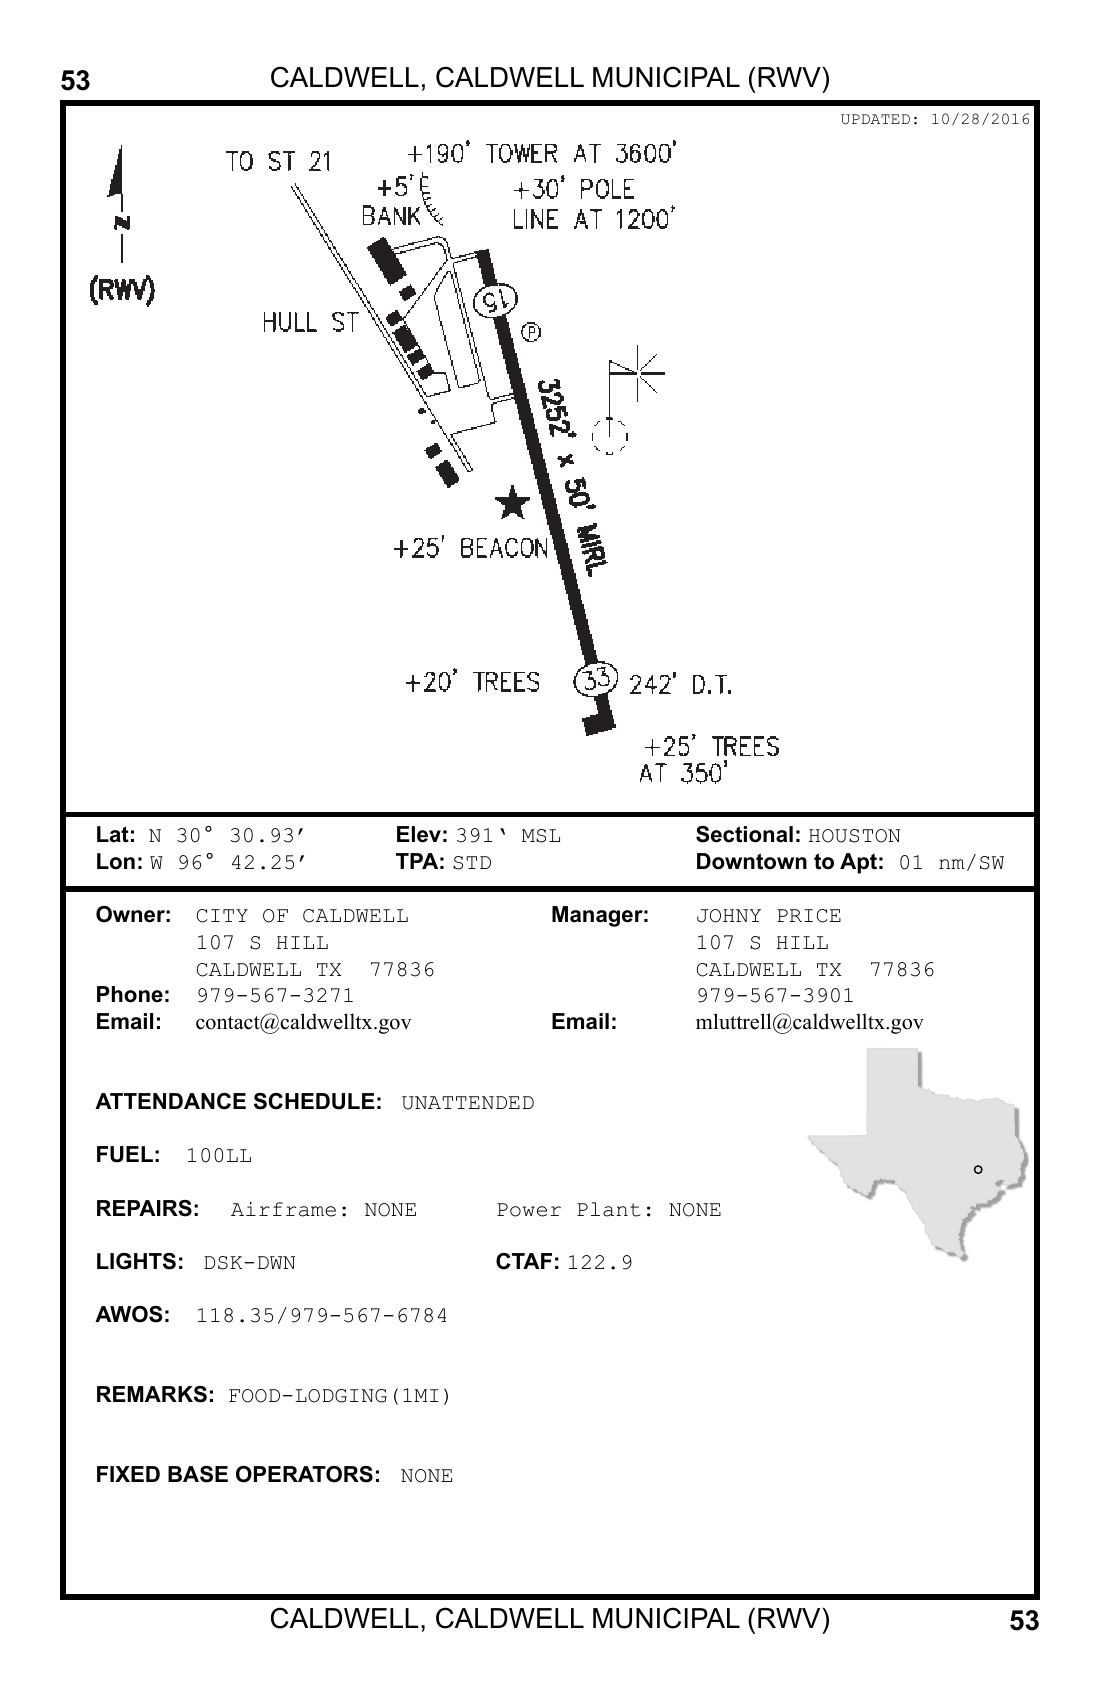 53 CALDWELL, CALDWELL MUNICIPAL (RWV)
UPDATED: 10/28/2016
TO ST 21
+190' TOWER AT 3600'
+5'
BANK
+30' POLE
LINE AT 1200'
N
(RWV)
15
HULL ST
P
3252' x 50' MIRL
+25' BEACON
+20' TREES
33
242' D.T.
+25' TREES
AT 350'
Lat: N 30° 30.93′ Elev: 391‘ MSL Sectional: HOUSTON
Lon: W 96° 42.25′ TPA: STD Downtown to Apt: 01 nm/SW
Owner: CITY OF CALDWELL Manager: JOHNY PRICE
107 S HILL 107 S HILL
CALDWELL TX 77836 CALDWELL TX 77836
Phone: 979-567-3271 979-567-3901
Email: contact@caldwelltx.gov Email: mluttrell@caldwelltx.gov
ATTENDANCE SCHEDULE: UNATTENDED
FUEL: 100LL
REPAIRS: Airframe: NONE Power Plant: NONE
LIGHTS: DSK-DWN CTAF: 122.9
AWOS: 118.35/979-567-6784
REMARKS: FOOD-LODGING(1MI)
FIXED BASE OPERATORS: NONE
CALDWELL, CALDWELL MUNICIPAL (RWV) 53